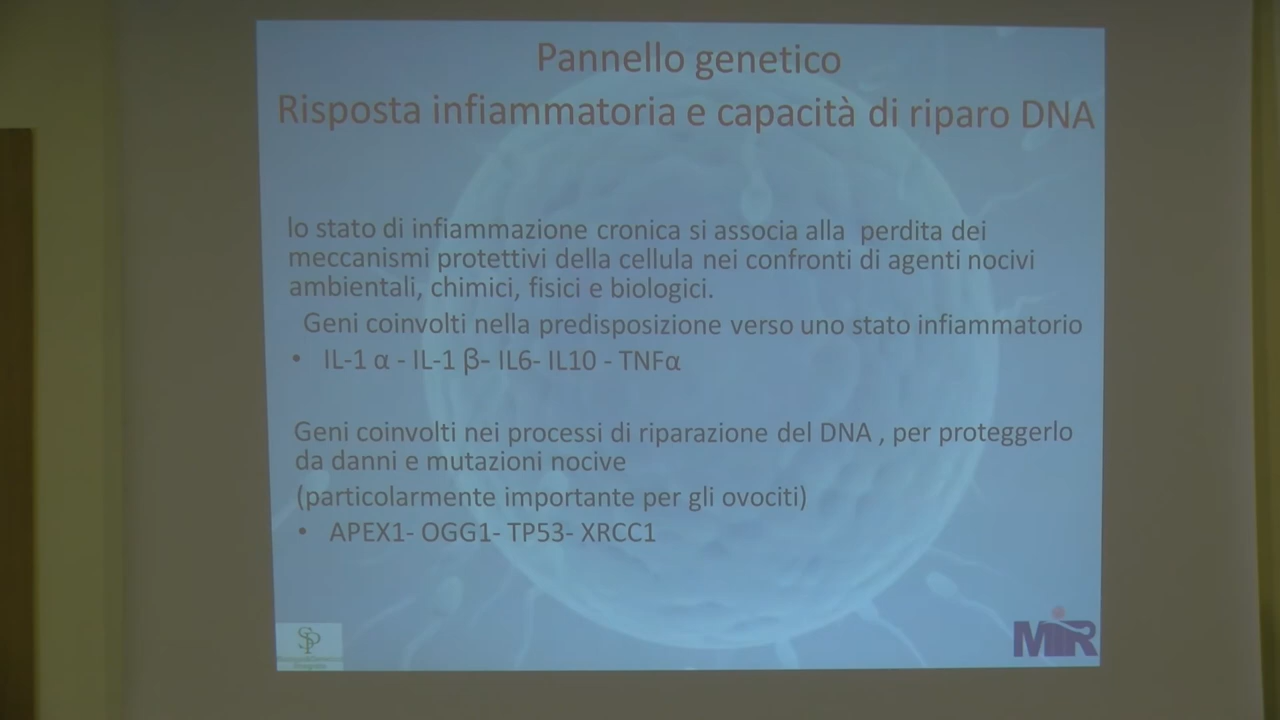 Pannello genetico
Risposta infiammatoria e capacità di riparo DNA
lo stato di infiammazione cronica si associa alla perdita dei
meccanismi protettivi della cellula nei confronti di agenti nocivi
ambientali, chimici, fisici e biologici.
Geni coinvolti nella predisposizione verso uno stato infiammatorio
• IL-1 α - IL-1 β- IL6- IL10 - TNFα
Geni coinvolti nei processi di riparazione del DNA , per proteggerlo
da danni e mutazioni nocive
(particolarmente importante per gli ovociti)
• APEX1- OGG1- TP53- XRCC1
SP
MiR